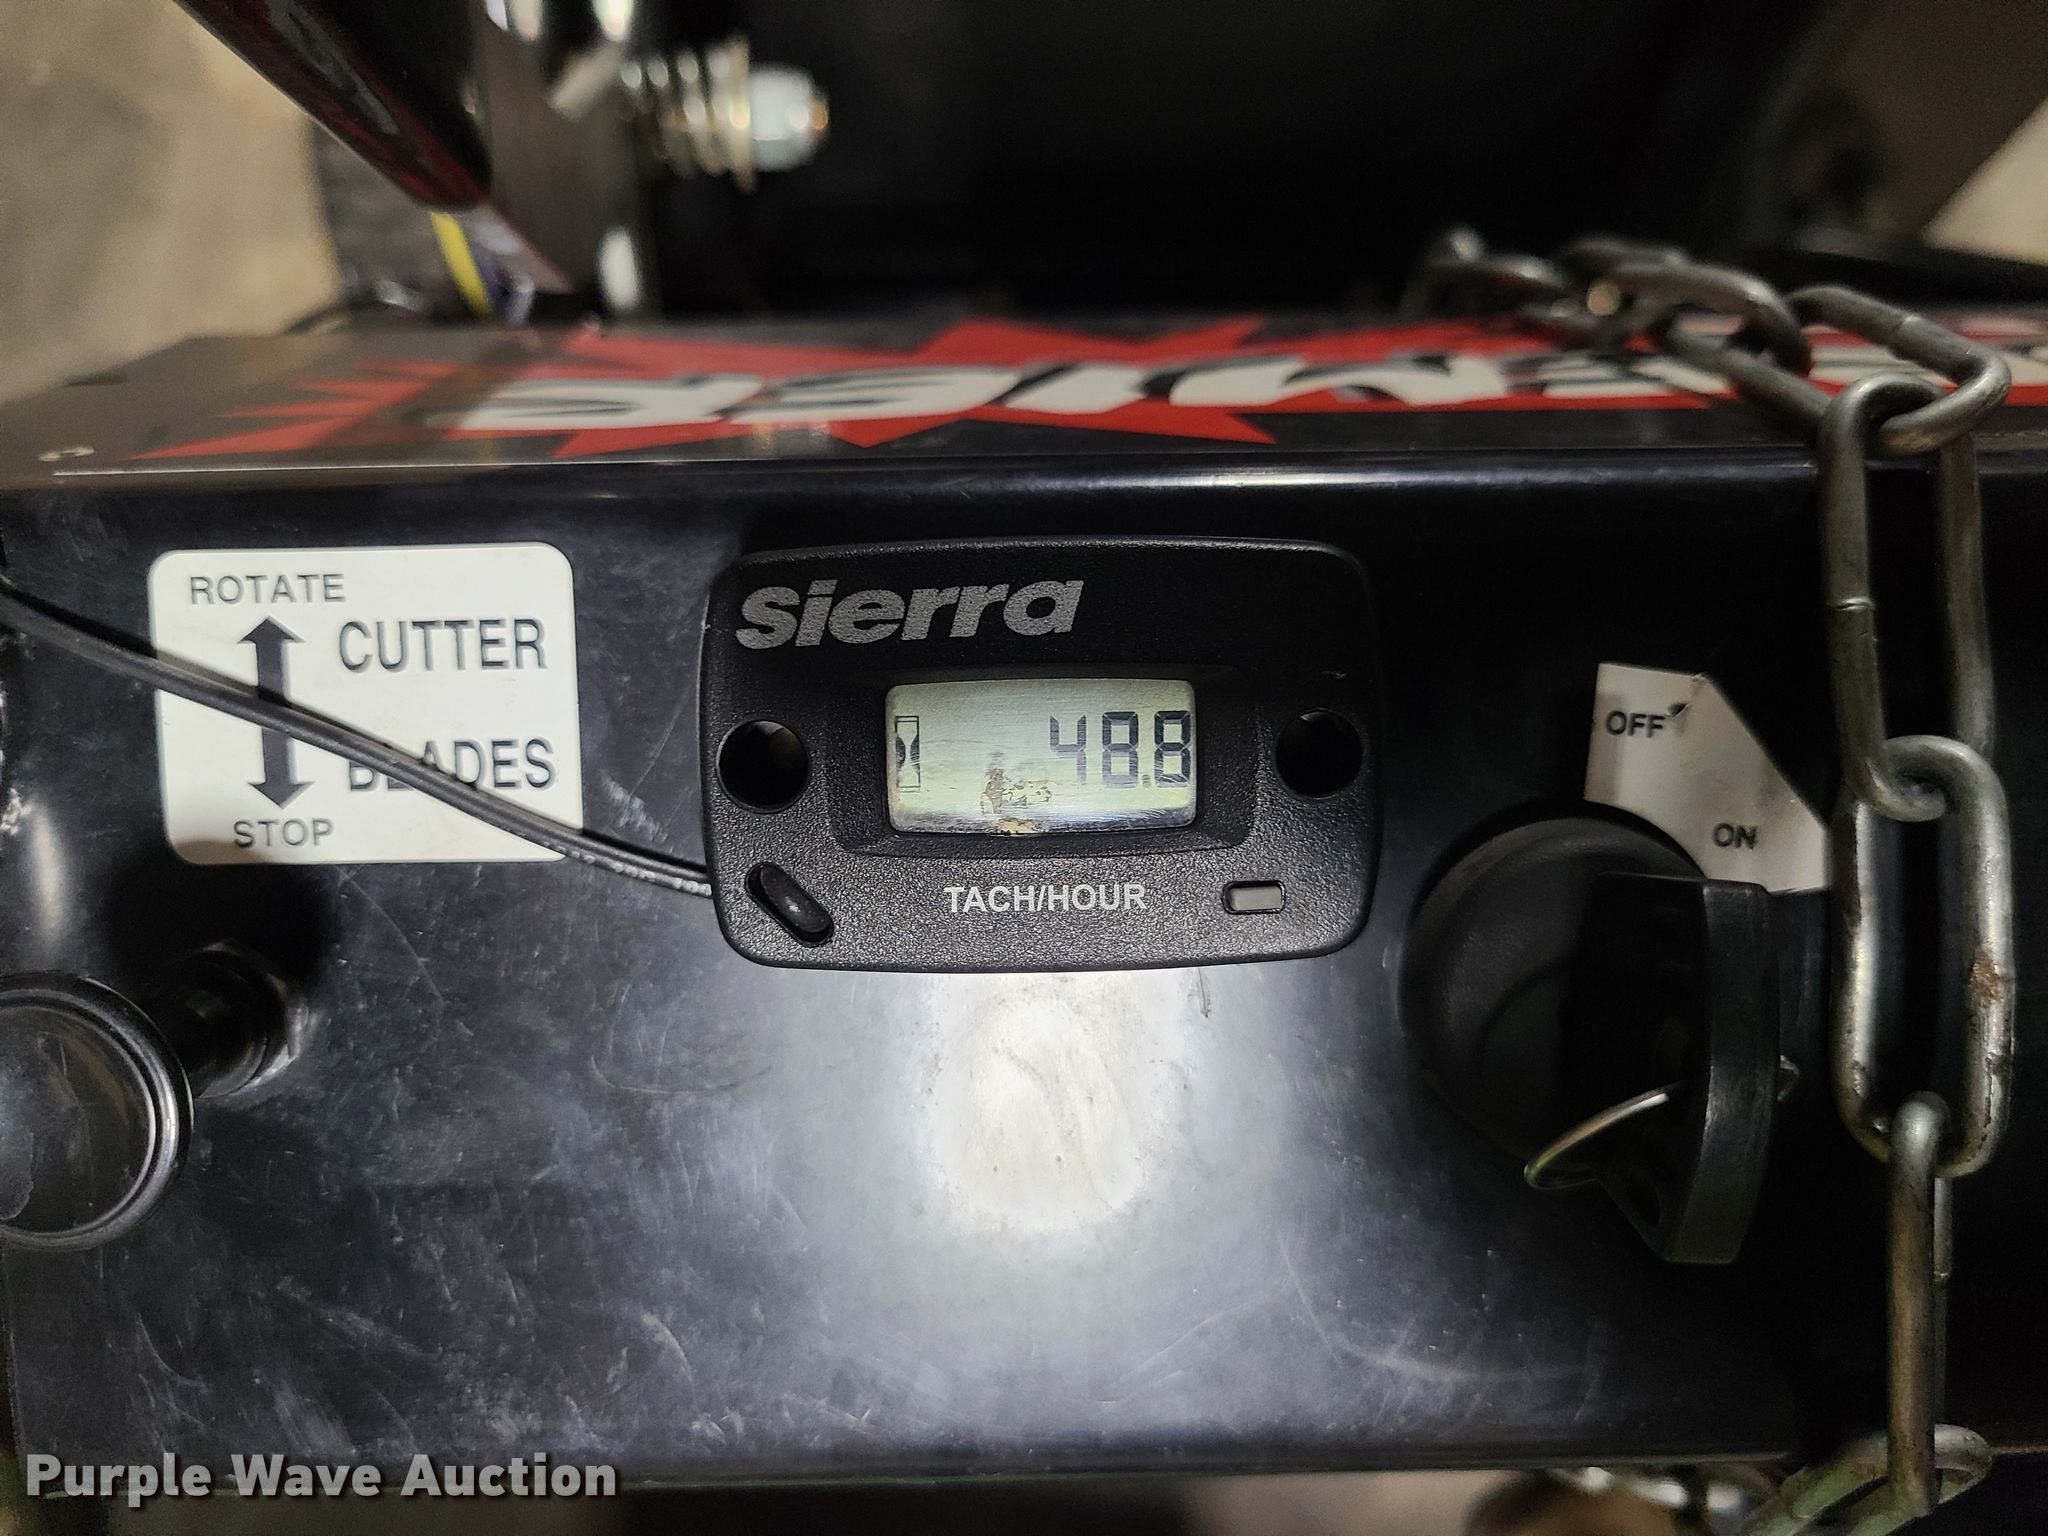 ROTATE
CUTTER
BLADES
STOP
Sierra
48.8
TACH/HOUR
OFF
ON
Purple Wave Auction